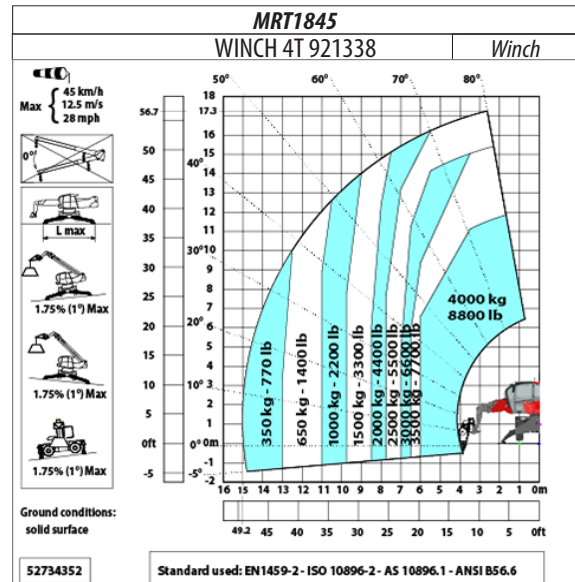 MRT1845
WINCH 4T 921338
Winch
Max
45 km/h
12.5 m/s
28 mph
0°
L max
1.75% (1°) Max
1.75% (1°) Max
1.75% (1°) Max
Ground conditions:
solid surface
52734352
56.7
50
45
40
35
30
25
20
15
10
5
0ft
-5
50°
60°
70°
80°
40°
30°
20°
10°
0°
-5°
18
17.3
16
15
14
13
12
11
10
9
8
7
6
5
4
3
2
1
0m
-1
-2
350 kg - 770 lb
650 kg - 1400 lb
1000 kg - 2200 lb
1500 kg - 3300 lb
2000 kg - 4400 lb
2500 kg - 5500 lb
3000 kg - 6600 lb
3500 kg - 7700 lb
4000 kg
8800 lb
16 15 14 13 12 11 10 9 8 7 6 5 4 3 2 1 0m
49.2 45 40 35 30 25 20 15 10 5 0ft
Standard used: EN1459-2 - ISO 10896-2 - AS 10896.1 - ANSI B56.6